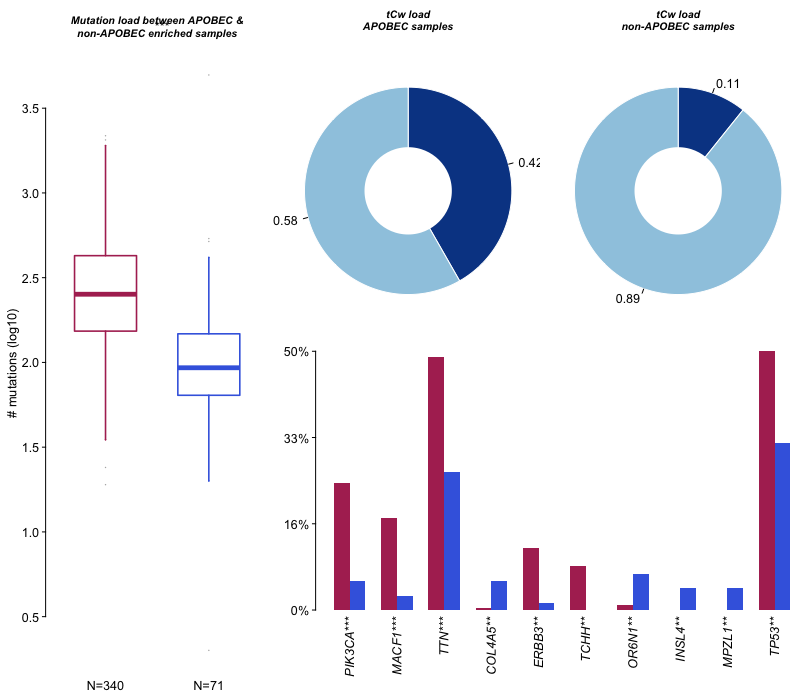 Mutation load between APOBEC &
non-APOBEC enriched samples
tCw load
APOBEC samples
tCw load
non-APOBEC samples
3.5
3.0
2.5
2.0
1.5
1.0
0.5
# mutations (log10)
N=340
N=71
0.42
0.58
0.11
0.89
50%
33%
16%
0%
PIK3CA***
MACF1***
TTN***
COL4A5**
ERBB3**
TCHH**
OR6N1**
INSL4**
MPZL1**
TP53**